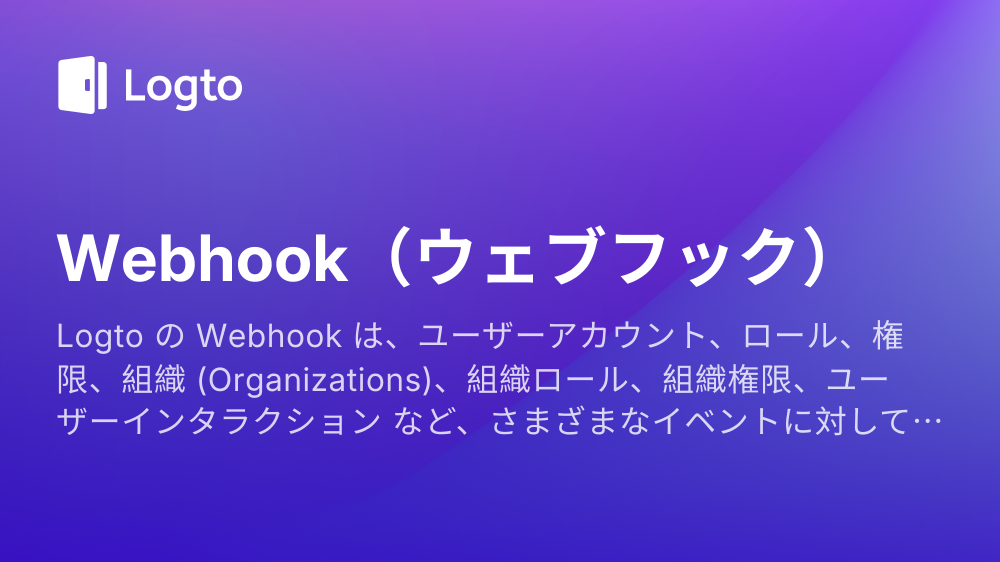 Logto
Webhook（ウェブフック）
Logto の Webhook は、ユーザーアカウント、ロール、権
限、組織 (Organizations)、組織ロール、組織権限、ユー
ザーインタラクション など、さまざまなイベントに対して…